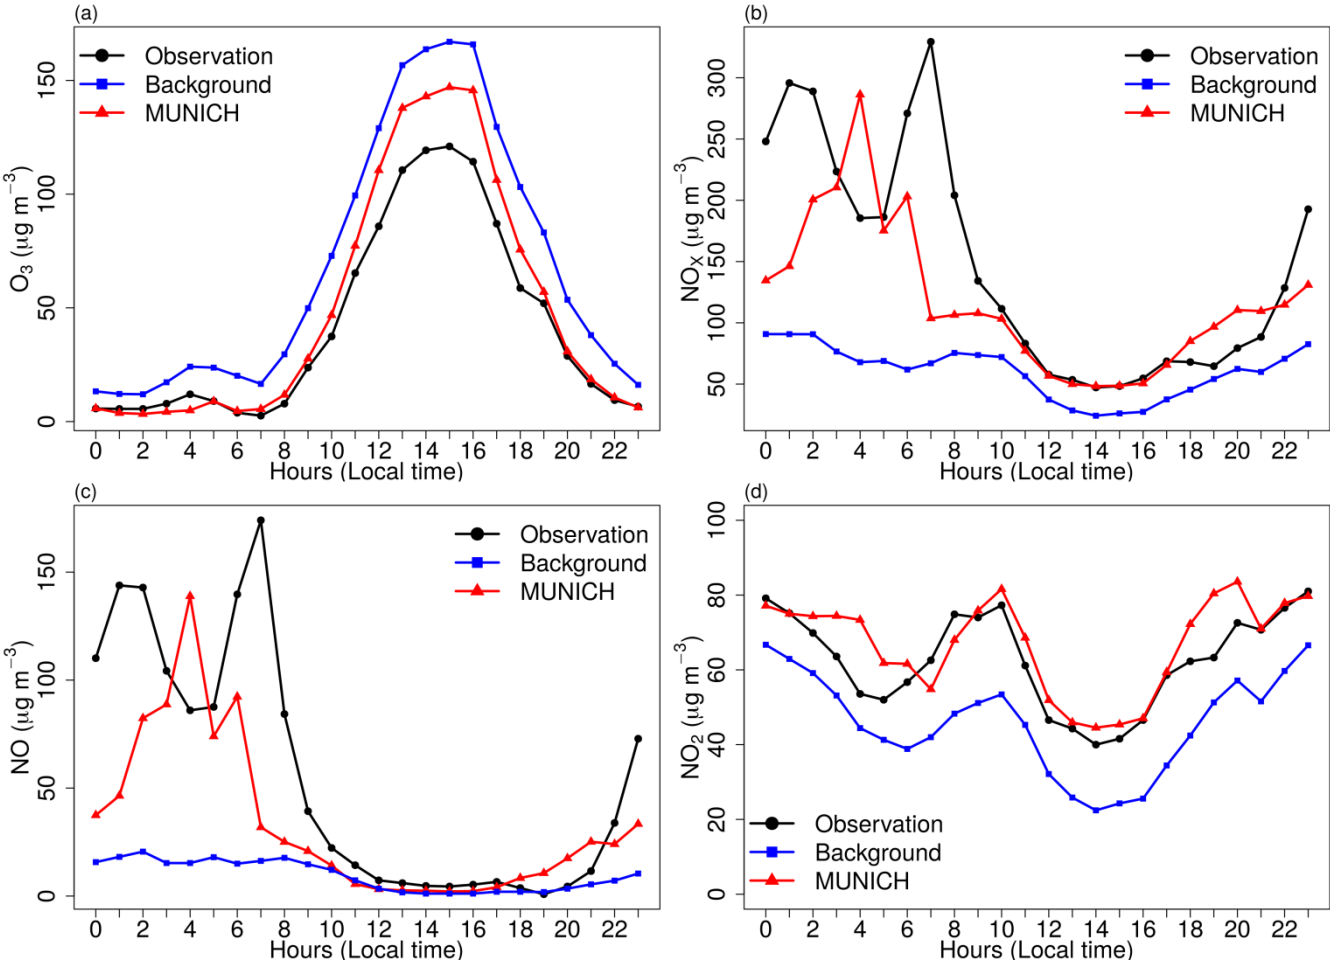 (a)
Observation
Background
MUNICH
O3 (μg m−3)
0 50 100 150
0 2 4 6 8 10 12 14 16 18 20 22
Hours (Local time)
(b)
Observation
Background
MUNICH
NOX (μg m−3)
50 100 150 200 250 300
0 2 4 6 8 10 12 14 16 18 20 22
Hours (Local time)
(c)
Observation
Background
MUNICH
NO (μg m−3)
0 50 100 150
0 2 4 6 8 10 12 14 16 18 20 22
Hours (Local time)
(d)
Observation
Background
MUNICH
NO2 (μg m−3)
0 20 40 60 80 100
0 2 4 6 8 10 12 14 16 18 20 22
Hours (Local time)